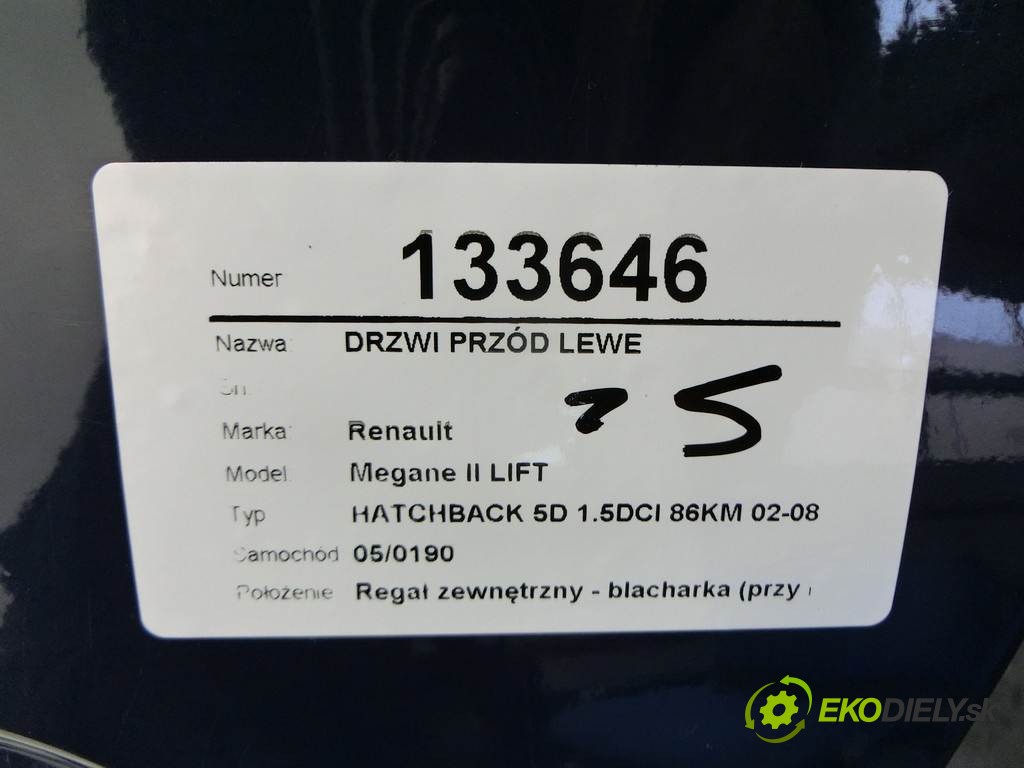 Numer 133646
Nazwa: DRZWI PRZÓD LEWE
Marka: Renault
Model: Megane II LIFT
Typ HATCHBACK 5D 1.5DCI 86KM 02-08
Samochód 05/0190
Położenie Regał zewnętrzny - blacharka (przy
EKODIELY.sk